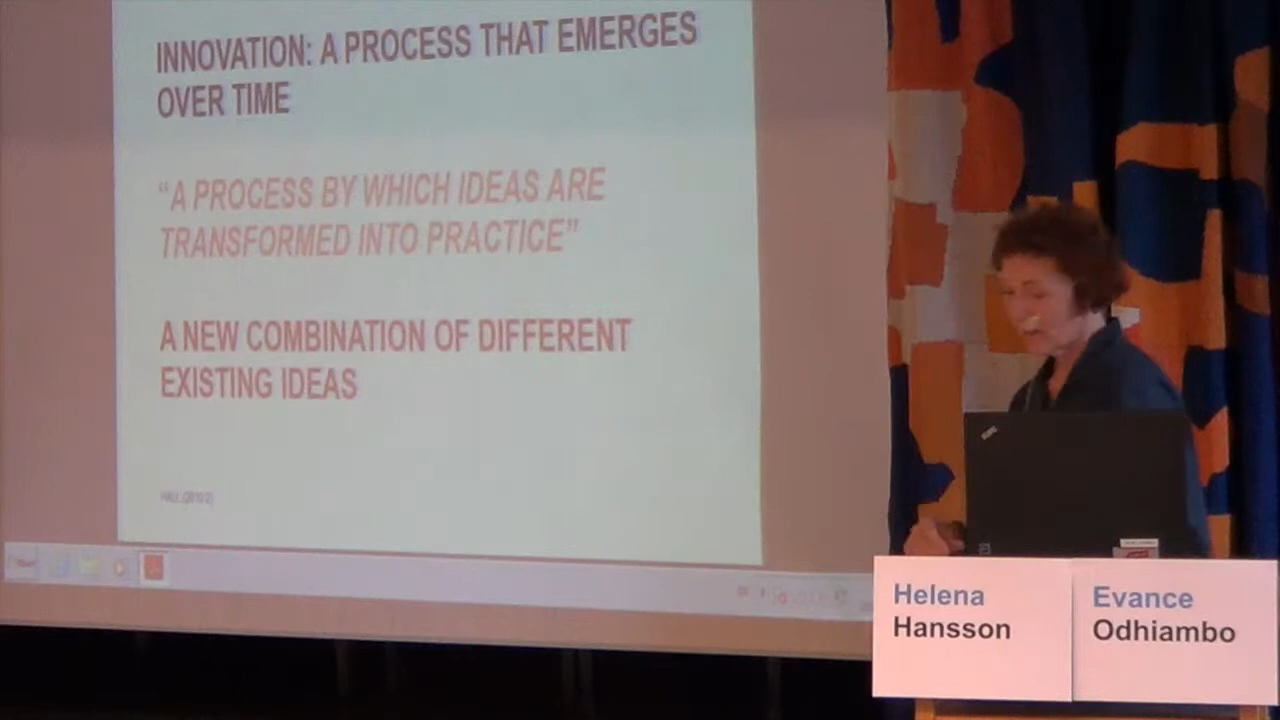 INNOVATION: A PROCESS THAT EMERGES
OVER TIME
“A PROCESS BY WHICH IDEAS ARE
TRANSFORMED INTO PRACTICE”
A NEW COMBINATION OF DIFFERENT
EXISTING IDEAS
Helena
Hansson
Evance
Odhiambo